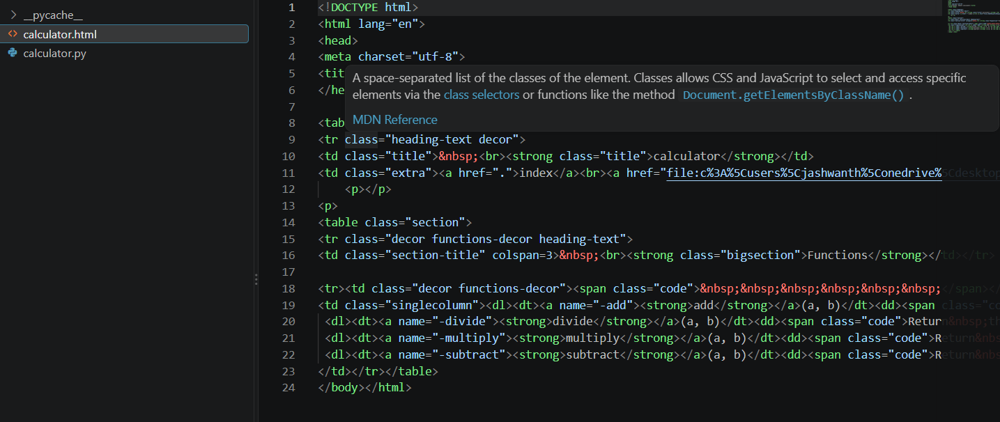 __pycache__
calculator.html
calculator.py
1 <!DOCTYPE html>
2 <html lang="en">
3 <head>
4 <meta charset="utf-8">
5 <tit
A space-separated list of the classes of the element. Classes allows CSS and JavaScript to select and access specific
elements via the class selectors or functions like the method Document.getElementsByClassName() .
MDN Reference
6 </he
7
8 <tab
9 <tr class="heading-text decor">
10 <td class="title">&nbsp;<br><strong class="title">calculator</strong></td>
11 <td class="extra"><a href=".">index</a><br><a href="file:c%3A%5Cusers%5Cjashwanth%5Conedrive%5Cdesktop
12 <p></p>
13 <p>
14 <table class="section">
15 <tr class="decor functions-decor heading-text">
16 <td class="section-title" colspan=3>&nbsp;<br><strong class="bigsection">Functions</strong></td></tr>
17
18 <tr><td class="decor functions-decor"><span class="code">&nbsp;&nbsp;&nbsp;&nbsp;&nbsp;&nbsp;</span><
19 <td class="singlecolumn"><dl><dt><a name="-add"><strong>add</strong></a>(a, b)</dt><dd><span class="co
20 <dl><dt><a name="-divide"><strong>divide</strong></a>(a, b)</dt><dd><span class="code">Return&nbsp;th
21 <dl><dt><a name="-multiply"><strong>multiply</strong></a>(a, b)</dt><dd><span class="code">Return&nbs
22 <dl><dt><a name="-subtract"><strong>subtract</strong></a>(a, b)</dt><dd><span class="code">Return&nbs
23 </td></tr></table>
24 </body></html>